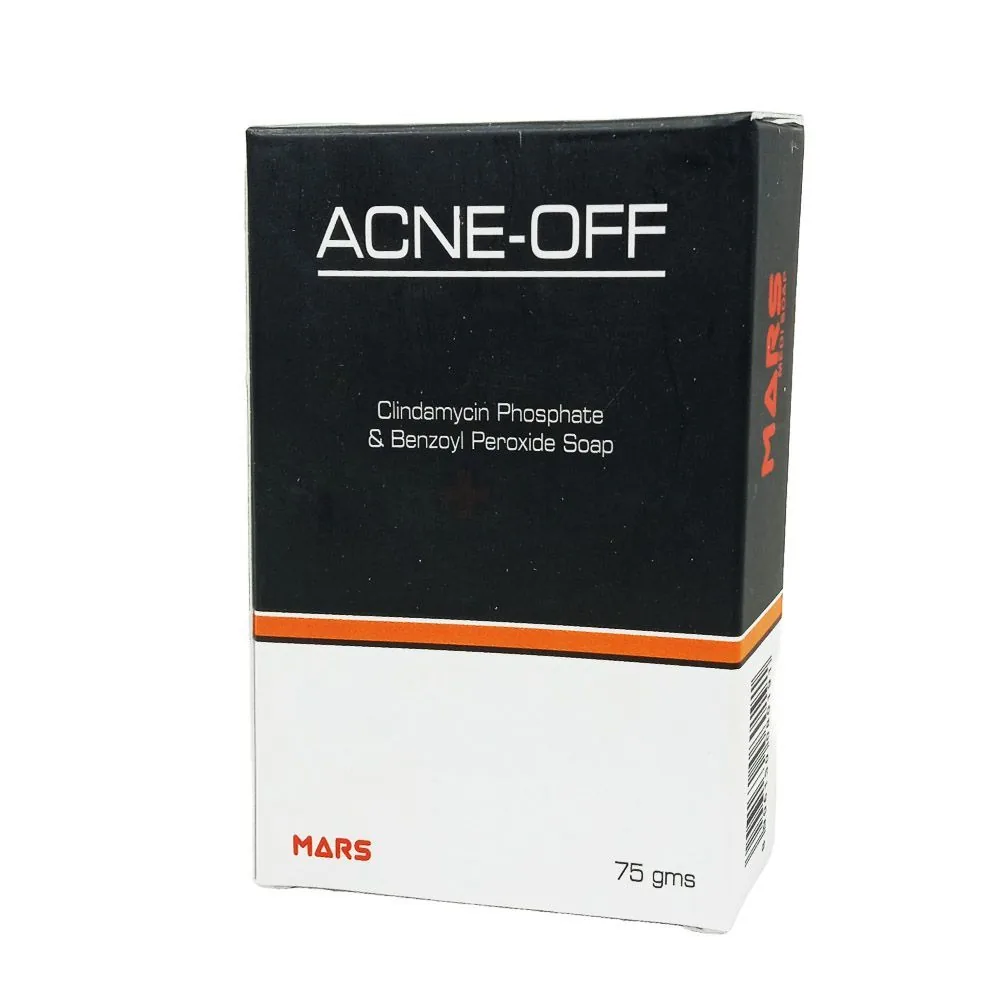 ACNE-OFF
Clindamycin Phosphate
& Benzoyl Peroxide Soap
MARS
75 gms
MARS